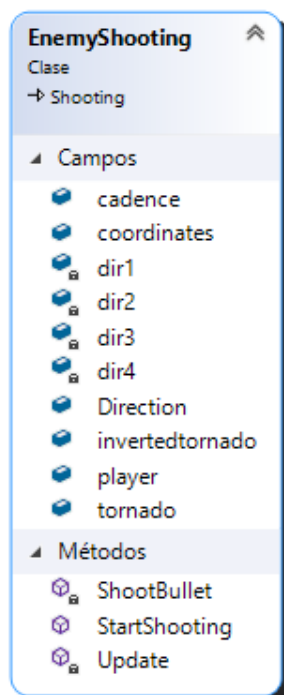 EnemyShooting
Clase
Shooting
Campos
cadence
coordinates
dir1
dir2
dir3
dir4
Direction
invertedtornado
player
tornado
Métodos
ShootBullet
StartShooting
Update